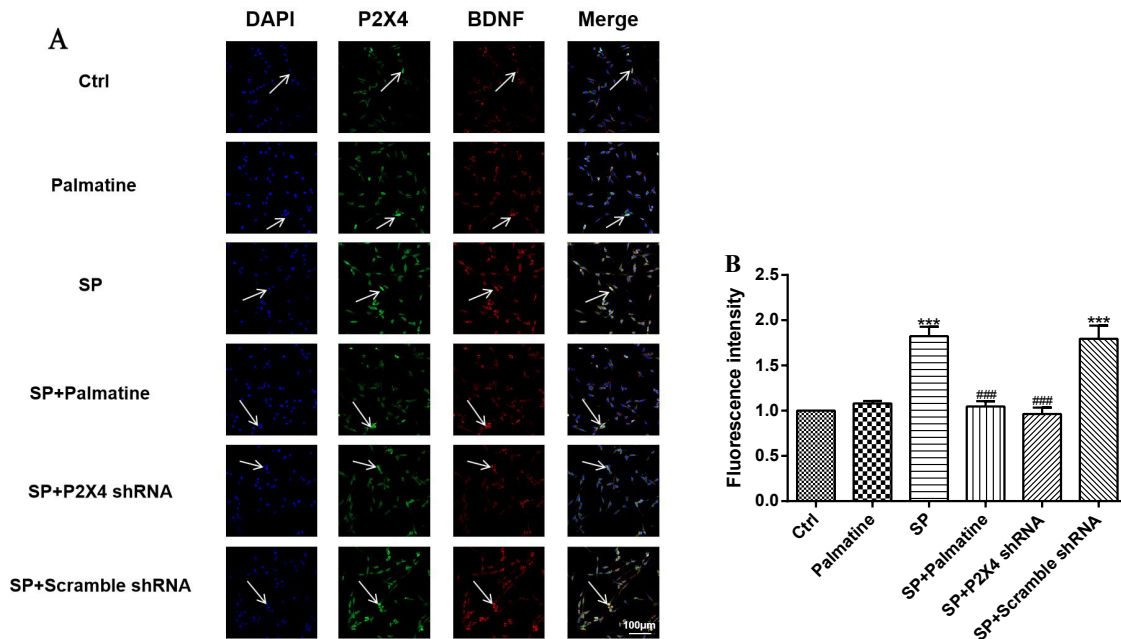 A
DAPI P2X4 BDNF Merge
Ctrl
Palmatine
SP
SP+Palmatine
SP+P2X4 shRNA
SP+Scramble shRNA
100μm
B
Fluorescence intensity
2.5
2.0
1.5
1.0
0.5
0.0
***
###
###
***
Ctrl
Palmatine
SP
SP+Palmatine
SP+P2X4 shRNA
SP+Scramble shRNA